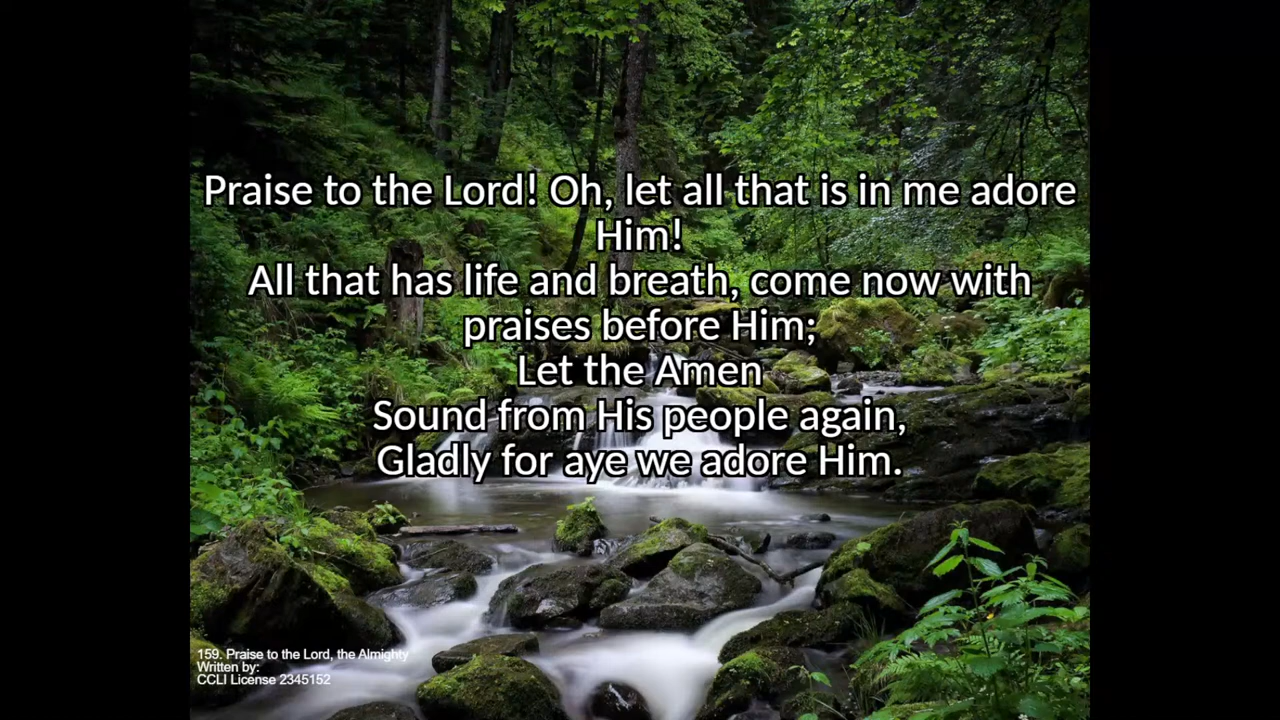 Praise to the Lord! Oh, let all that is in me adore
Him!
All that has life and breath, come now with
praises before Him;
Let the Amen
Sound from His people again,
Gladly for aye we adore Him.
159. Praise to the Lord, the Almighty
Written by:
CCLI License 2345152